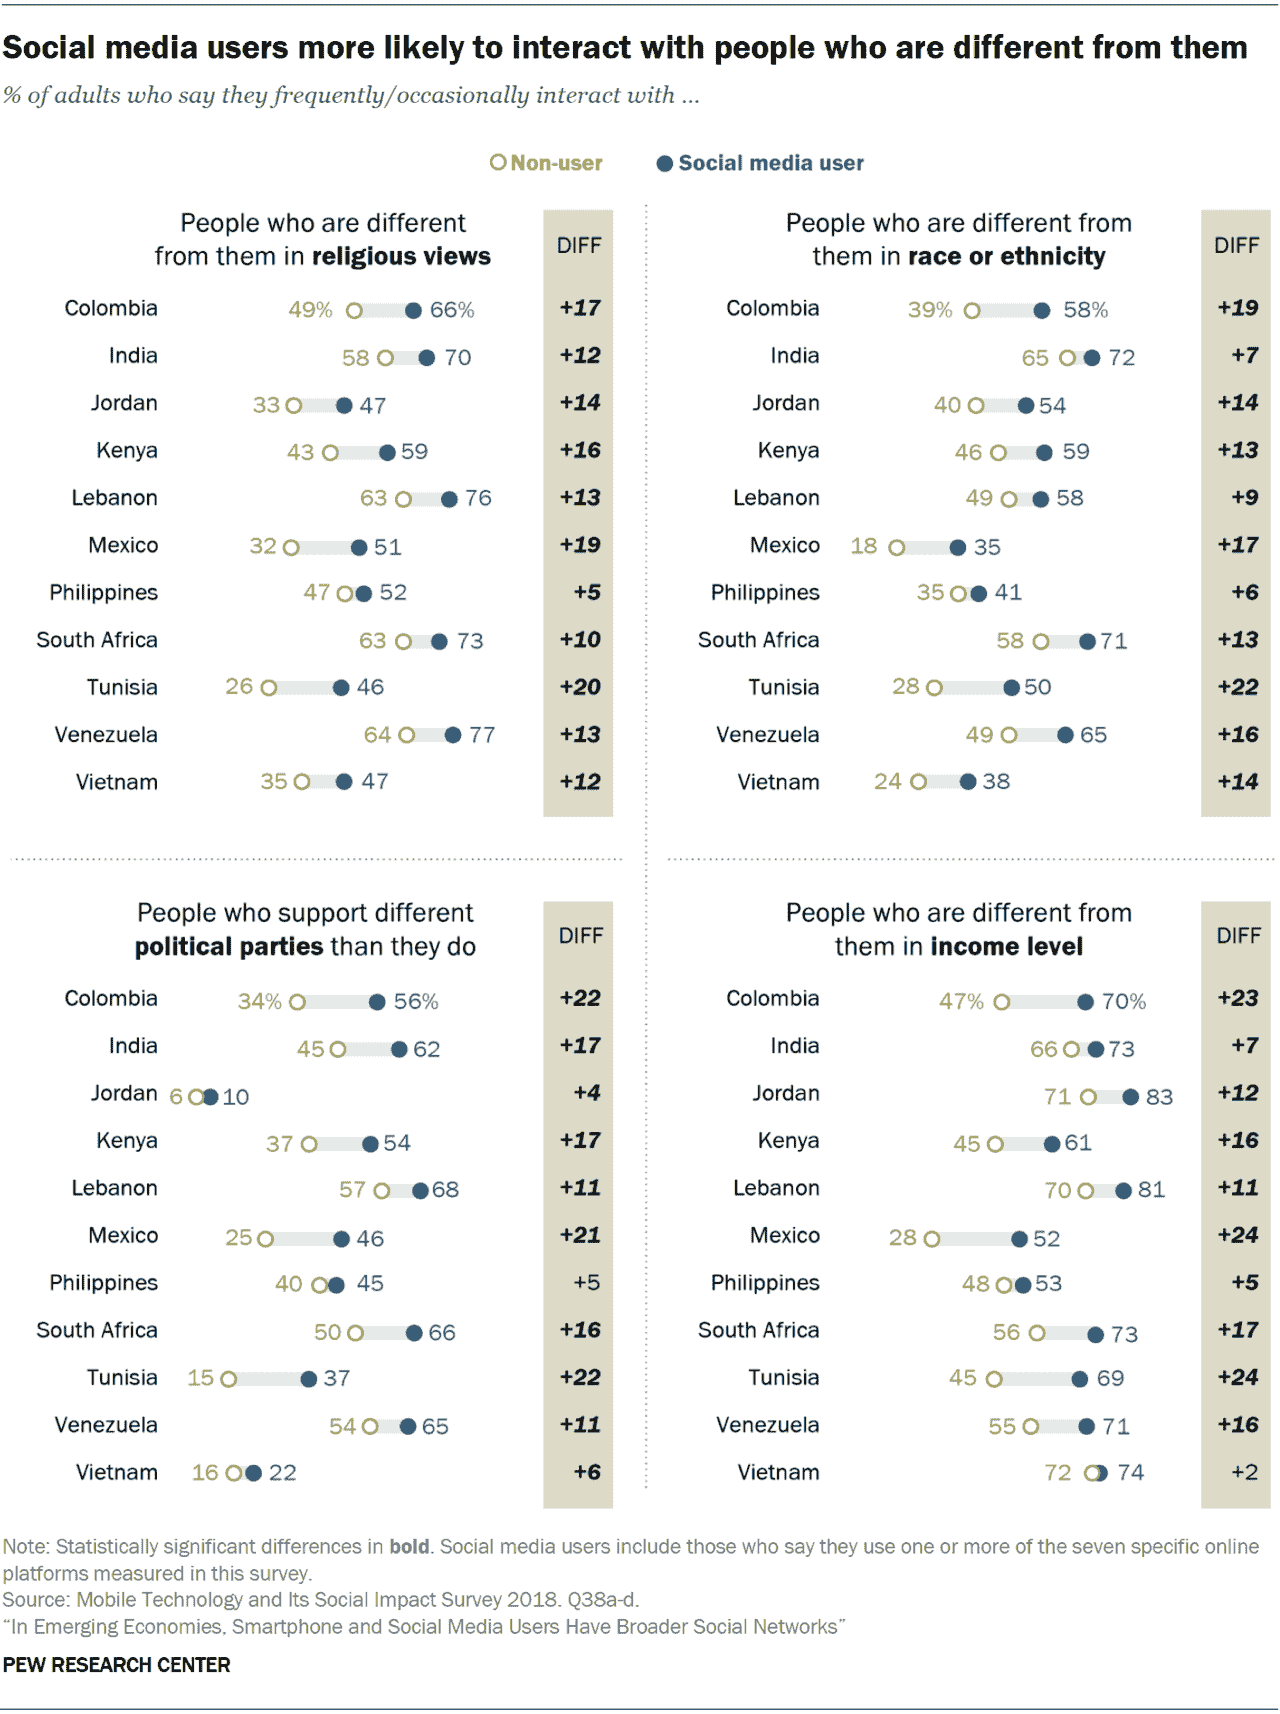 Social media users more likely to interact with people who are different from them
% of adults who say they frequently/occasionally interact with ...
Non-user Social media user
People who are different
from them in religious views
DIFF
Colombia 49% 66% +17
India 58 70 +12
Jordan 33 47 +14
Kenya 43 59 +16
Lebanon 63 76 +13
Mexico 32 51 +19
Philippines 47 52 +5
South Africa 63 73 +10
Tunisia 26 46 +20
Venezuela 64 77 +13
Vietnam 35 47 +12
People who are different from
them in race or ethnicity
DIFF
Colombia 39% 58% +19
India 65 72 +7
Jordan 40 54 +14
Kenya 46 59 +13
Lebanon 49 58 +9
Mexico 18 35 +17
Philippines 35 41 +6
South Africa 58 71 +13
Tunisia 28 50 +22
Venezuela 49 65 +16
Vietnam 24 38 +14
People who support different
political parties than they do
DIFF
Colombia 34% 56% +22
India 45 62 +17
Jordan 6 10 +4
Kenya 37 54 +17
Lebanon 57 68 +11
Mexico 25 46 +21
Philippines 40 45 +5
South Africa 50 66 +16
Tunisia 15 37 +22
Venezuela 54 65 +11
Vietnam 16 22 +6
People who are different from
them in income level
DIFF
Colombia 47% 70% +23
India 66 73 +7
Jordan 71 83 +12
Kenya 45 61 +16
Lebanon 70 81 +11
Mexico 28 52 +24
Philippines 48 53 +5
South Africa 56 73 +17
Tunisia 45 69 +24
Venezuela 55 71 +16
Vietnam 72 74 +2
Note: Statistically significant differences in bold. Social media users include those who say they use one or more of the seven specific online
platforms measured in this survey.
Source: Mobile Technology and Its Social Impact Survey 2018. Q38a-d.
“In Emerging Economies, Smartphone and Social Media Users Have Broader Social Networks”
PEW RESEARCH CENTER